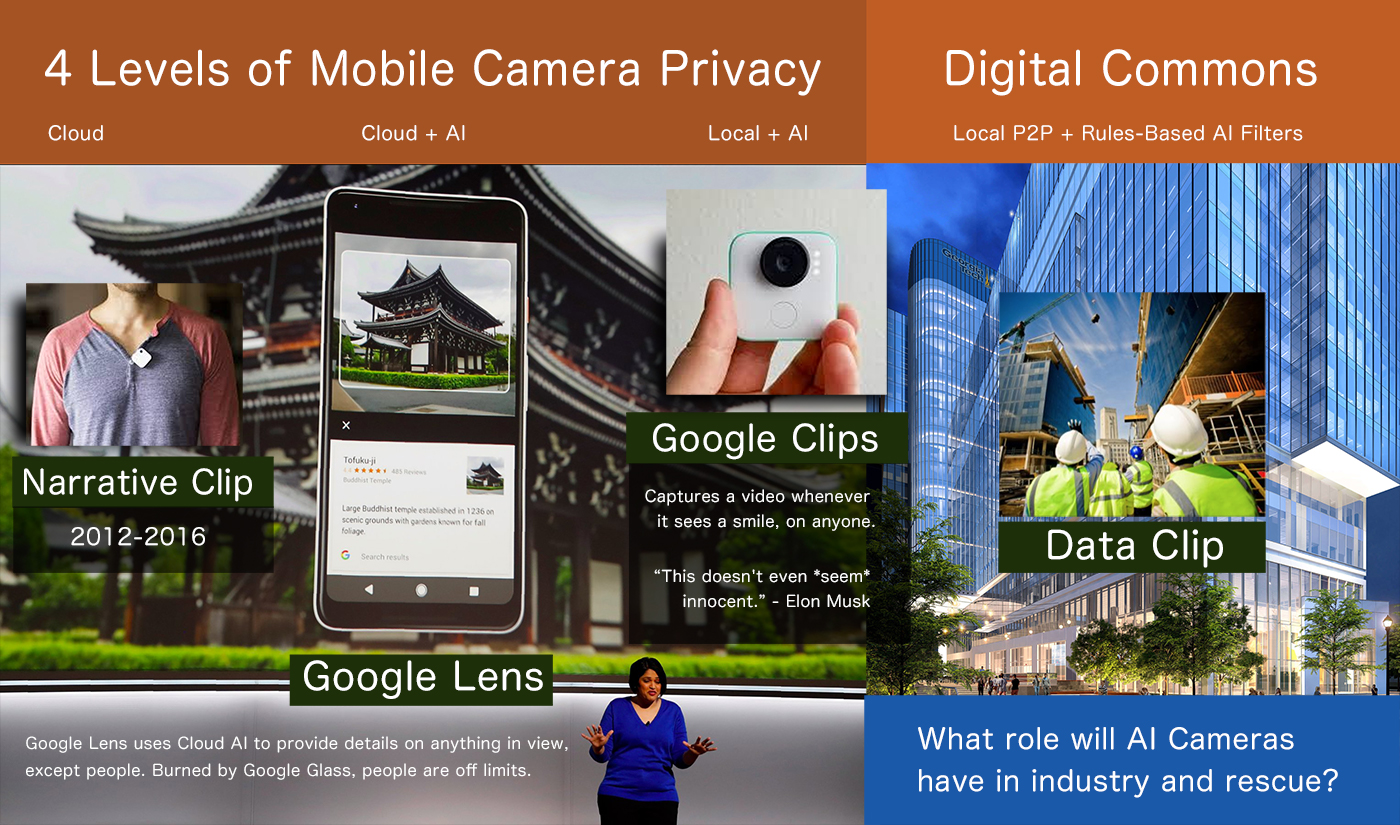 4 Levels of Mobile Camera Privacy
Digital Commons
Cloud
Cloud + AI
Local + AI
Local P2P + Rules-Based AI Filters
Narrative Clip
2012-2016
Tofuku-ji
485 Reviews
Buddhist Temple
Large Buddhist temple established in 1236 on
scenic grounds with gardens known for fall
foliage.
G Search results
Google Lens
Google Lens uses Cloud AI to provide details on anything in view,
except people. Burned by Google Glass, people are off limits.
Google Clips
Captures a video whenever
it sees a smile, on anyone.
“This doesn't even *seem*
innocent.” - Elon Musk
Data Clip
What role will AI Cameras
have in industry and rescue?